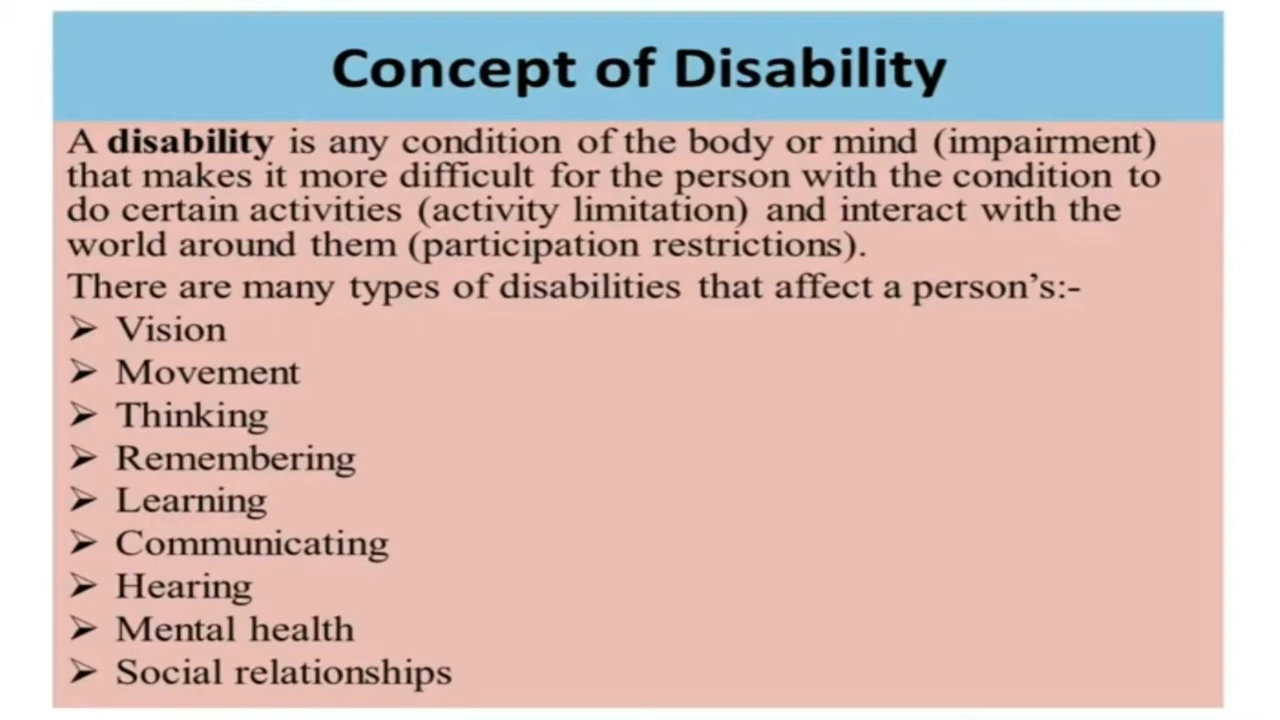 Concept of Disability
A disability is any condition of the body or mind (impairment)
that makes it more difficult for the person with the condition to
do certain activities (activity limitation) and interact with the
world around them (participation restrictions).
There are many types of disabilities that affect a person’s:-
➢ Vision
➢ Movement
➢ Thinking
➢ Remembering
➢ Learning
➢ Communicating
➢ Hearing
➢ Mental health
➢ Social relationships